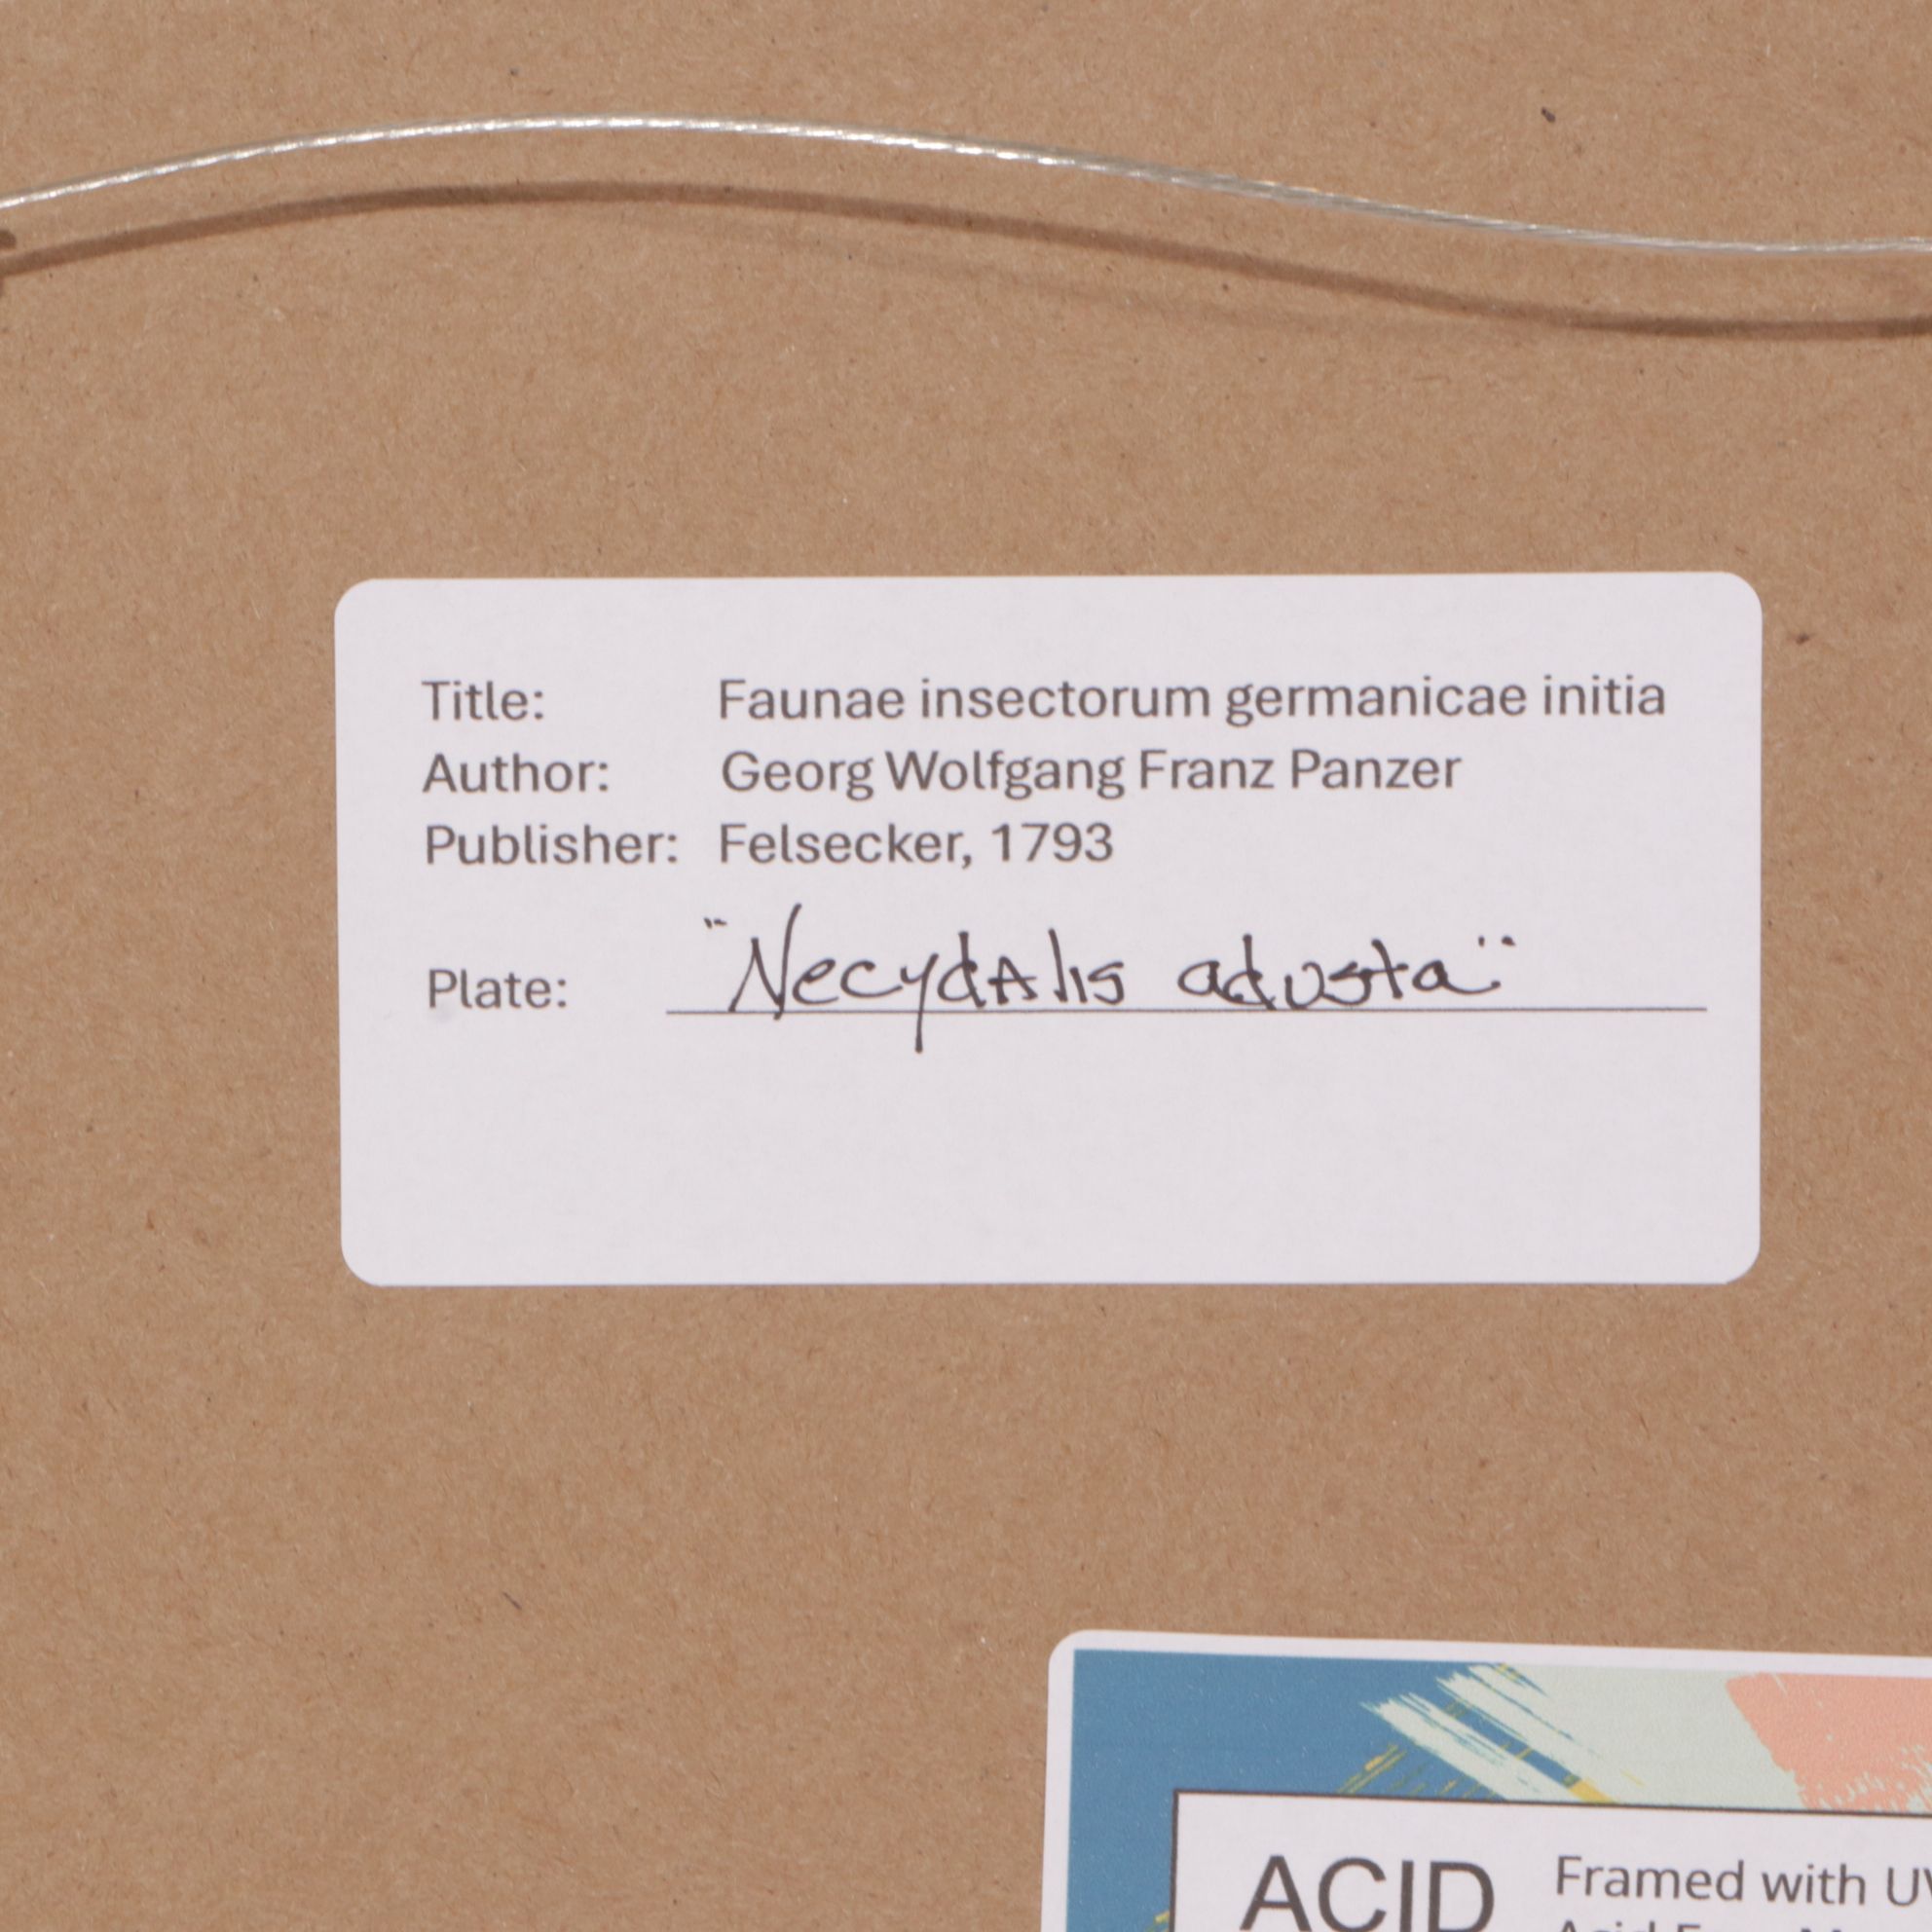 Title: Faunae insectorum germanicae initia
Author: Georg Wolfgang Franz Panzer
Publisher: Felsecker, 1793
Plate: "Necydalis adusta"
ACID
Framed with UV